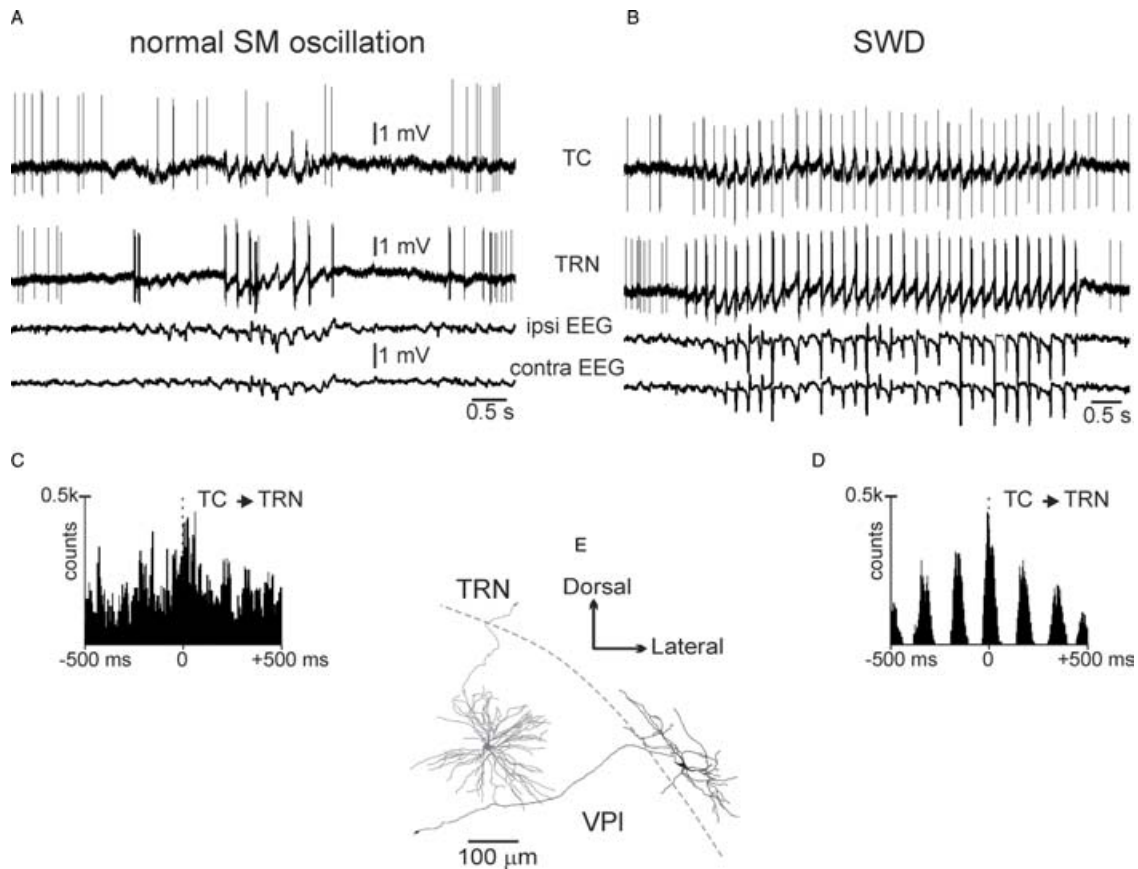 A
normal SM oscillation
1 mV
1 mV
1 mV
0.5 s
B
SWD
TC
TRN
ipsi EEG
contra EEG
0.5 s
C
0.5k
TC TRN
counts
-500 ms 0 +500 ms
D
0.5k
TC TRN
counts
-500 ms 0 +500 ms
E
TRN
Dorsal
Lateral
VPl
100 μm